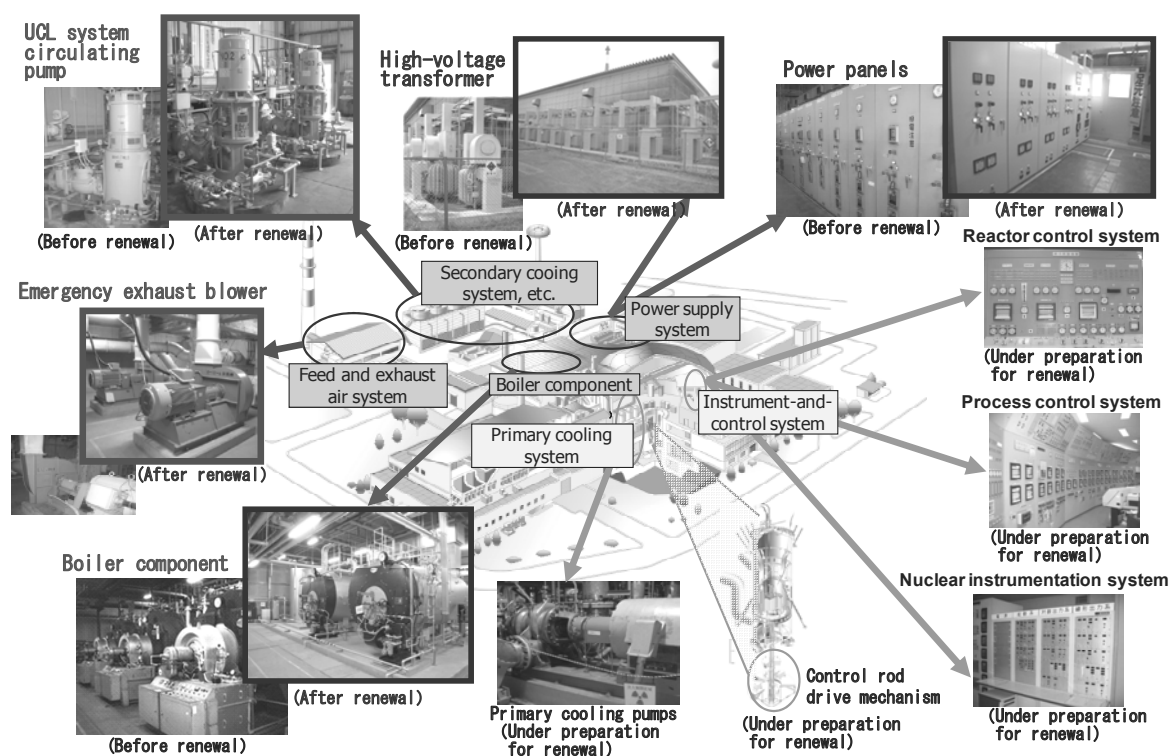 UCL system
circulating
pump
(Before renewal)
(After renewal)
High-voltage
transformer
(Before renewal)
(After renewal)
Power panels
(Before renewal)
(After renewal)
Reactor control system
(Under preparation
for renewal)
Secondary cooing
system, etc.
Power supply
system
Emergency exhaust blower
(After renewal)
Feed and exhaust
air system
Boiler component
Instrument-and-
control system
Primary cooling
system
Process control system
(Under preparation
for renewal)
Boiler component
(Before renewal)
(After renewal)
Primary cooling pumps
(Under preparation
for renewal)
Control rod
drive mechanism
(Under preparation
for renewal)
Nuclear instrumentation system
(Under preparation
for renewal)